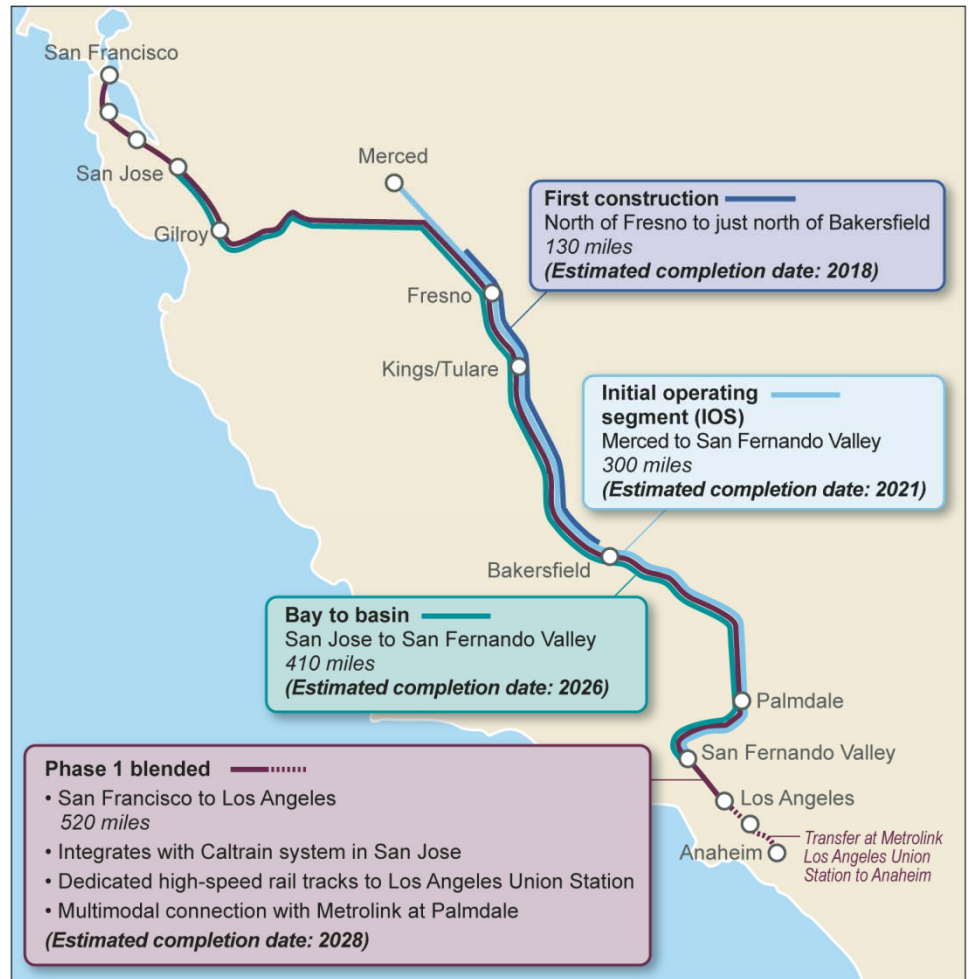 San Francisco
San Jose
Gilroy
Merced
Fresno
Kings/Tulare
Bakersfield
Palmdale
San Fernando Valley
Los Angeles
Anaheim
Transfer at Metrolink
Los Angeles Union
Station to Anaheim
First construction
North of Fresno to just north of Bakersfield
130 miles
(Estimated completion date: 2018)
Initial operating
segment (IOS)
Merced to San Fernando Valley
300 miles
(Estimated completion date: 2021)
Bay to basin
San Jose to San Fernando Valley
410 miles
(Estimated completion date: 2026)
Phase 1 blended
• San Francisco to Los Angeles
520 miles
• Integrates with Caltrain system in San Jose
• Dedicated high-speed rail tracks to Los Angeles Union Station
• Multimodal connection with Metrolink at Palmdale
(Estimated completion date: 2028)